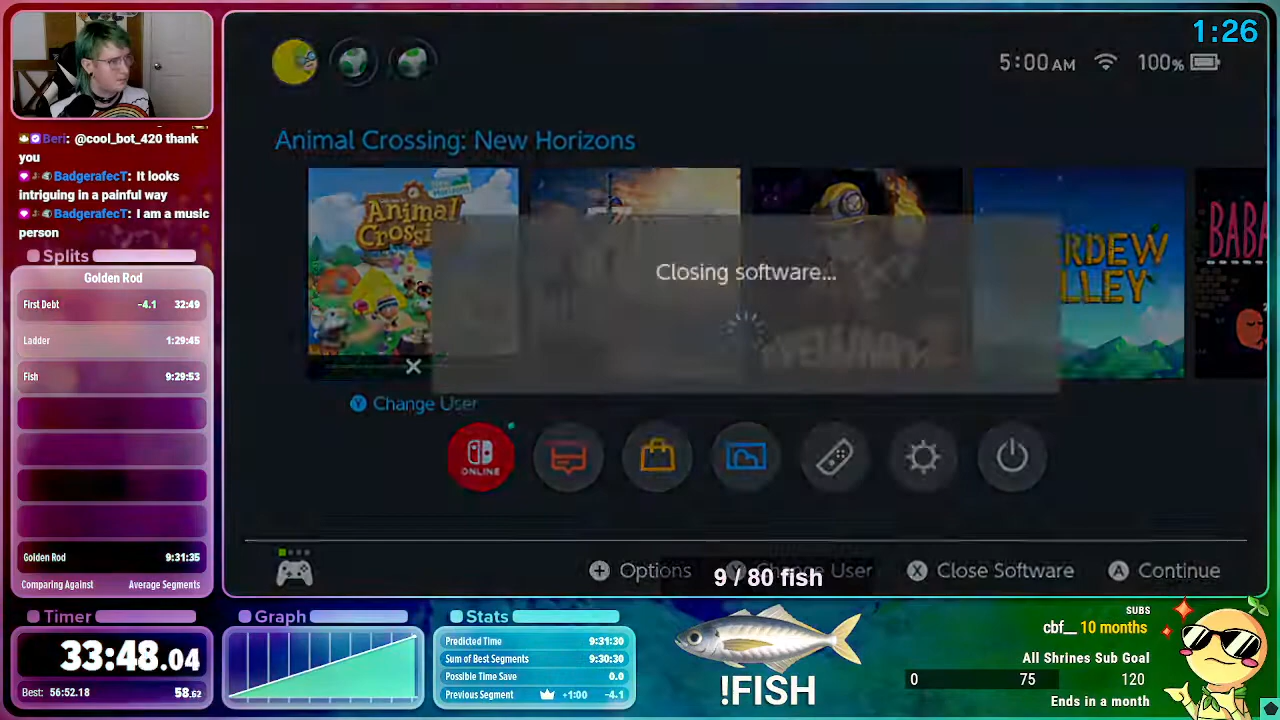 1:26
5:00 AM 100%
Beri: @cool_bot_420 thank
you
BadgerafecT: It looks
intriguing in a painful way
BadgerafecT: I am a music
person
Animal Crossing: New Horizons
Animal
Crossi
RDEW
LLEY
BABA
Closing software...
Change User
ONLINE
Splits
Golden Rod
First Debt -4.1 32:49
Ladder 1:29:45
Fish 9:29:53
Golden Rod 9:31:35
Comparing Against Average Segments
Options Change User Close Software Continue
9 / 80 fish
Timer
33:48.04
Best: 56:52.18 58.62
Graph
Stats
Predicted Time 9:31:30
Sum of Best Segments 9:30:30
Possible Time Save 0.0
Previous Segment +1:00 -4.1
!FISH
SUBS
cbf__ 10 months
All Shrines Sub Goal
0 75 120
Ends in a month